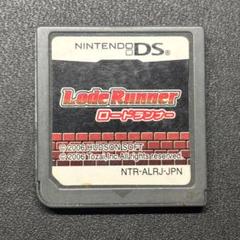 NINTENDO DS
Lode Runner
ロードランナー
© 2006 HUDSON SOFT
© 2006 Tozai, Inc. All Rights Reserved.
NTR-ALRJ-JPN